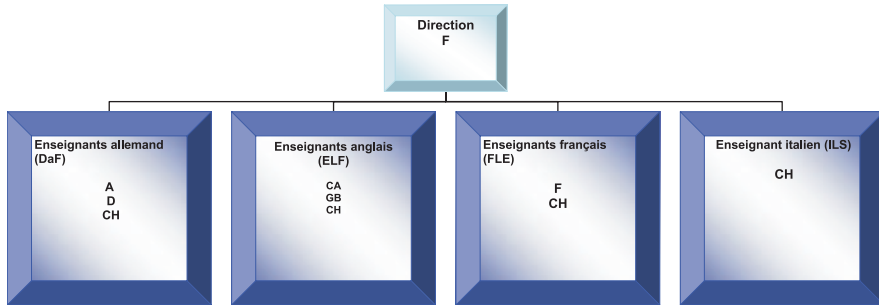 Direction
F
Enseignants allemand
(DaF)
A
D
CH
Enseignants anglais
(ELF)
CA
GB
CH
Enseignants français
(FLE)
F
CH
Enseignant italien (ILS)
CH